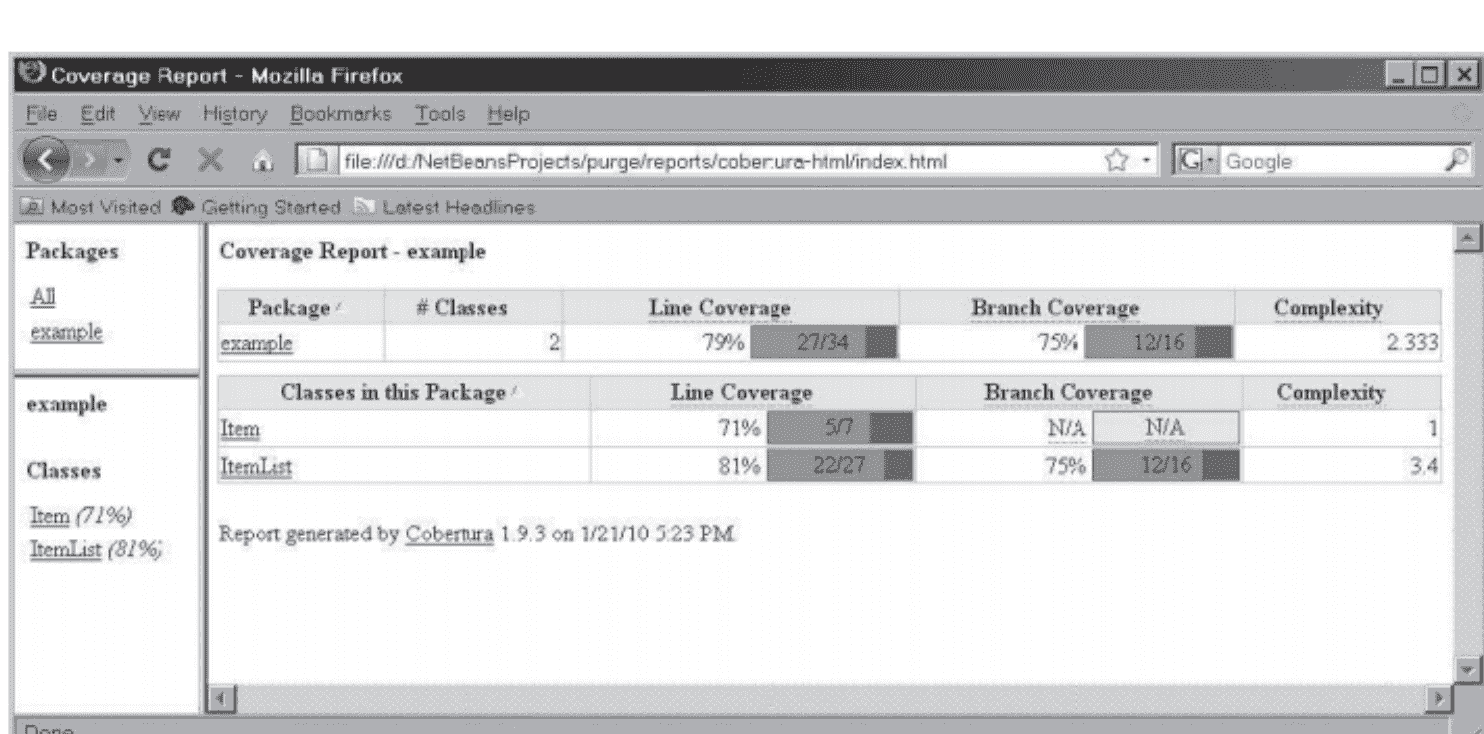 Coverage Report - Mozilla Firefox
File Edit View History Bookmarks Tools Help
file:///d:/NetBeansProjects/purge/reports/cobertura-html/index.html
G Google
Most Visited Getting Started Latest Headlines
Packages
All
example
example
Classes
Item (71%)
ItemList (81%)
Coverage Report - example
Package # Classes Line Coverage Branch Coverage Complexity
example 2 79% 27/34 75% 12/16 2.333
Classes in this Package Line Coverage Branch Coverage Complexity
Item 71% 5/7 N/A N/A 1
ItemList 81% 22/27 75% 12/16 3.4
Report generated by Cobertura 1.9.3 on 1/21/10 5:23 PM.
Done